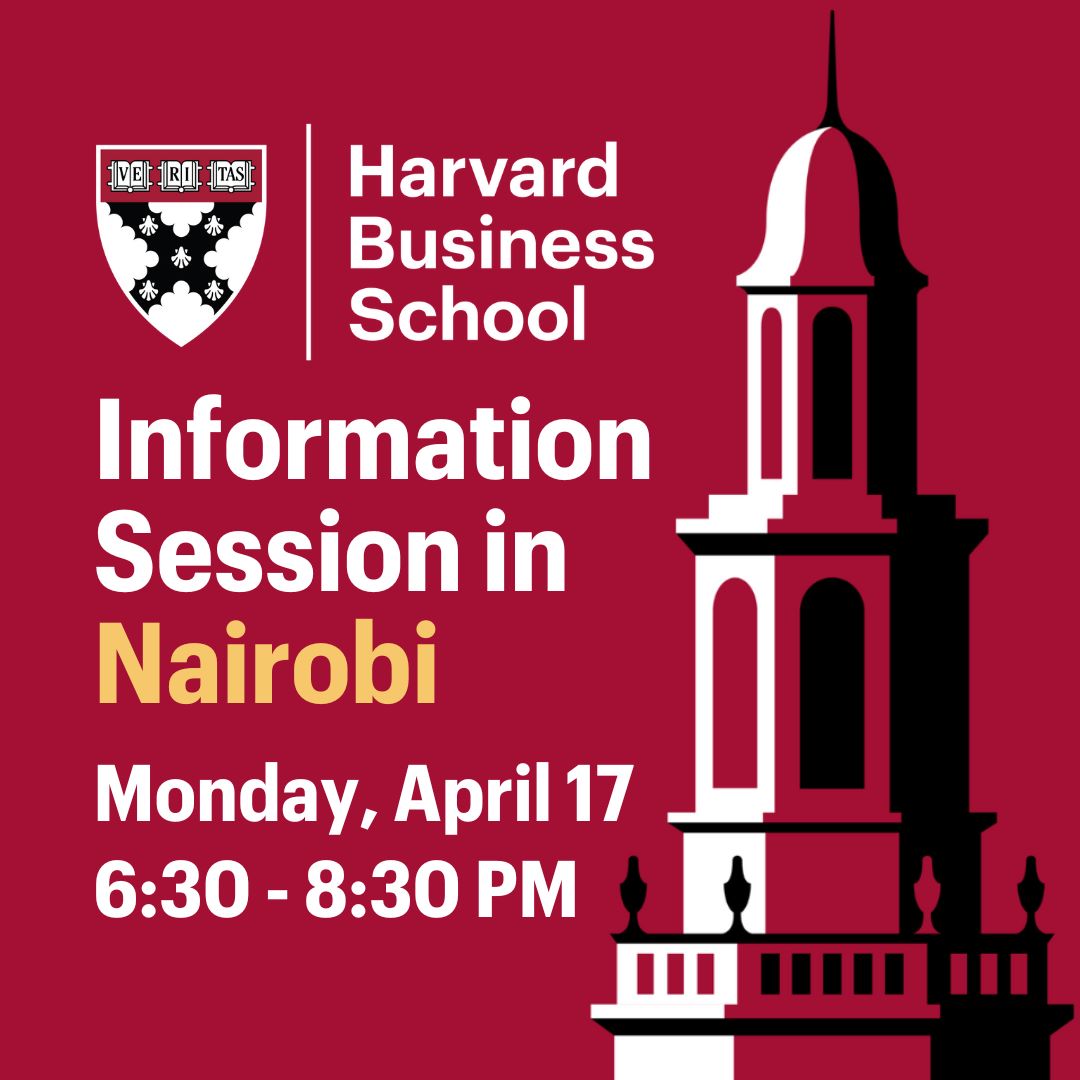 VE RI TAS
Harvard
Business
School
Information
Session in
Nairobi
Monday, April 17
6:30 - 8:30 PM